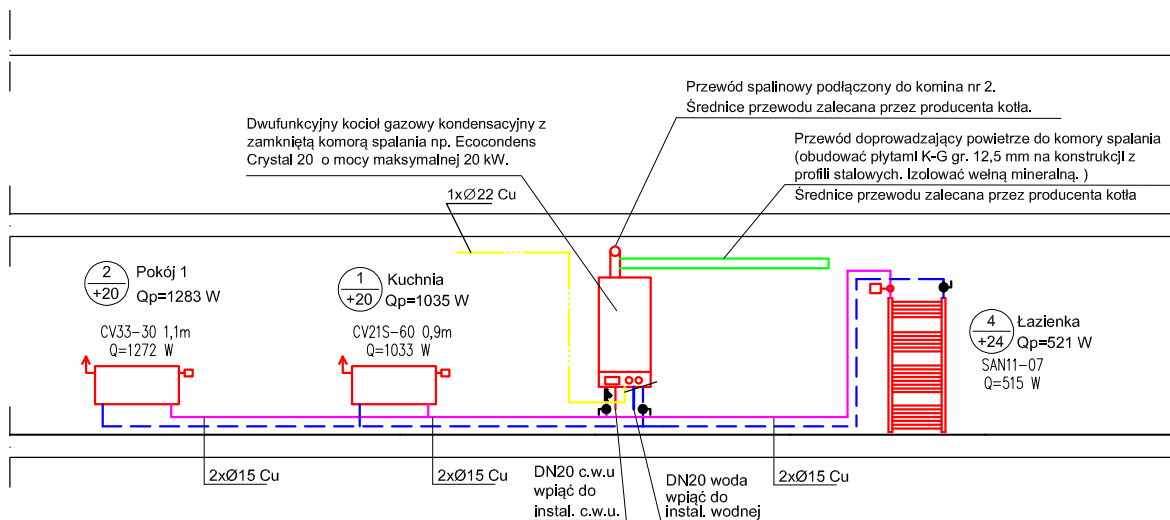 Przewód spalinowy podłączony do komina nr 2.
Średnice przewodu zalecana przez producenta kotła.
Dwufunkcyjny kocioł gazowy kondensacyjny z
zamkniętą komorą spalania np. Ecocondens
Crystal 20 o mocy maksymalnej 20 kW.
Przewód doprowadzający powietrze do komory spalania
(obudować płytami K-G gr. 12,5 mm na konstrukcji z
profili stalowych. Izolować wełną mineralną. )
Średnice przewodu zalecana przez producenta kotła
1xØ22 Cu
2
+20
Pokój 1
Qp=1283 W
CV33-30 1,1m
Q=1272 W
1
+20
Kuchnia
Qp=1035 W
CV21S-60 0,9m
Q=1033 W
4
+24
Łazienka
Qp=521 W
SAN11-07
Q=515 W
2xØ15 Cu
2xØ15 Cu
DN20 c.w.u
wpiąć do
instal. c.w.u.
DN20 woda
wpiąć do
instal. wodnej
2xØ15 Cu